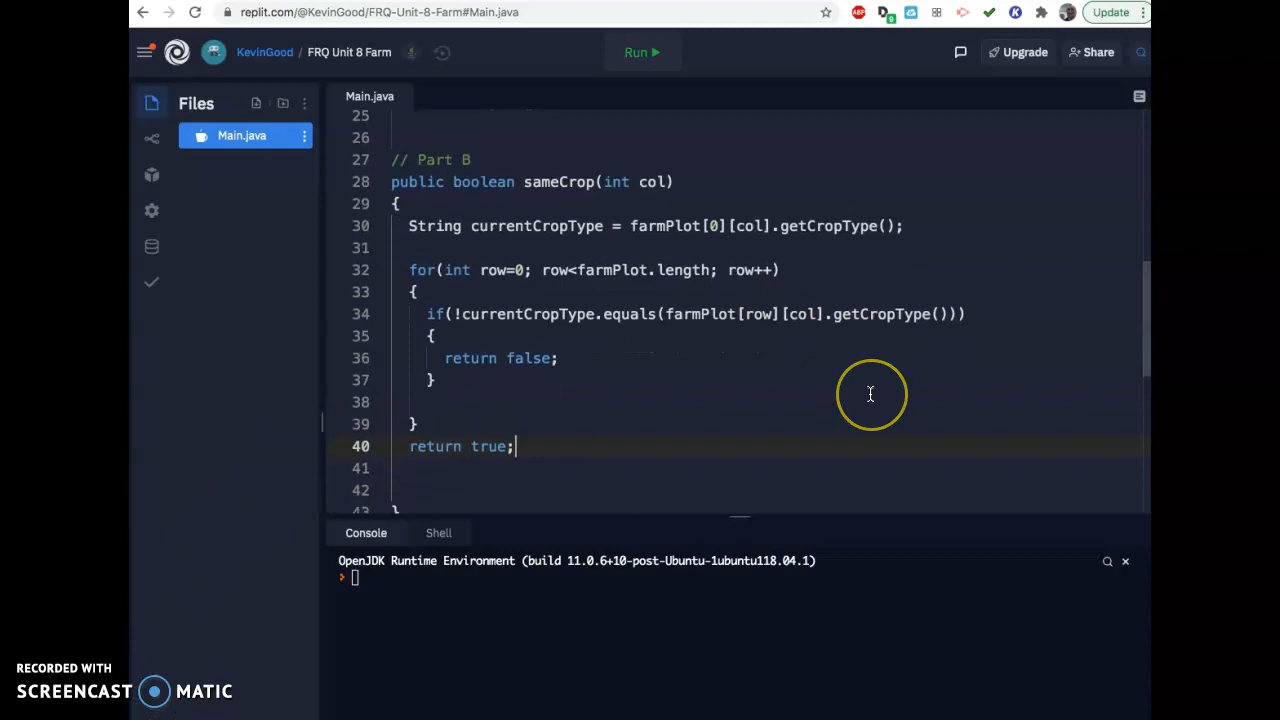 replit.com/@KevinGood/FRQ-Unit-8-Farm#Main.java
ABP
9
K
Update
KevinGood / FRQ Unit 8 Farm
Run
Upgrade
Share
Files
Main.java
Main.java
25
26
27 // Part B
28 public boolean sameCrop(int col)
29 {
30 String currentCropType = farmPlot[0][col].getCropType();
31
32 for(int row=0; row<farmPlot.length; row++)
33 {
34 if(!currentCropType.equals(farmPlot[row][col].getCropType()))
35 {
36 return false;
37 }
38
39 }
40 return true;
41
42
43 }
Console
Shell
OpenJDK Runtime Environment (build 11.0.6+10-post-Ubuntu-1ubuntu118.04.1)
RECORDED WITH
SCREENCAST MATIC